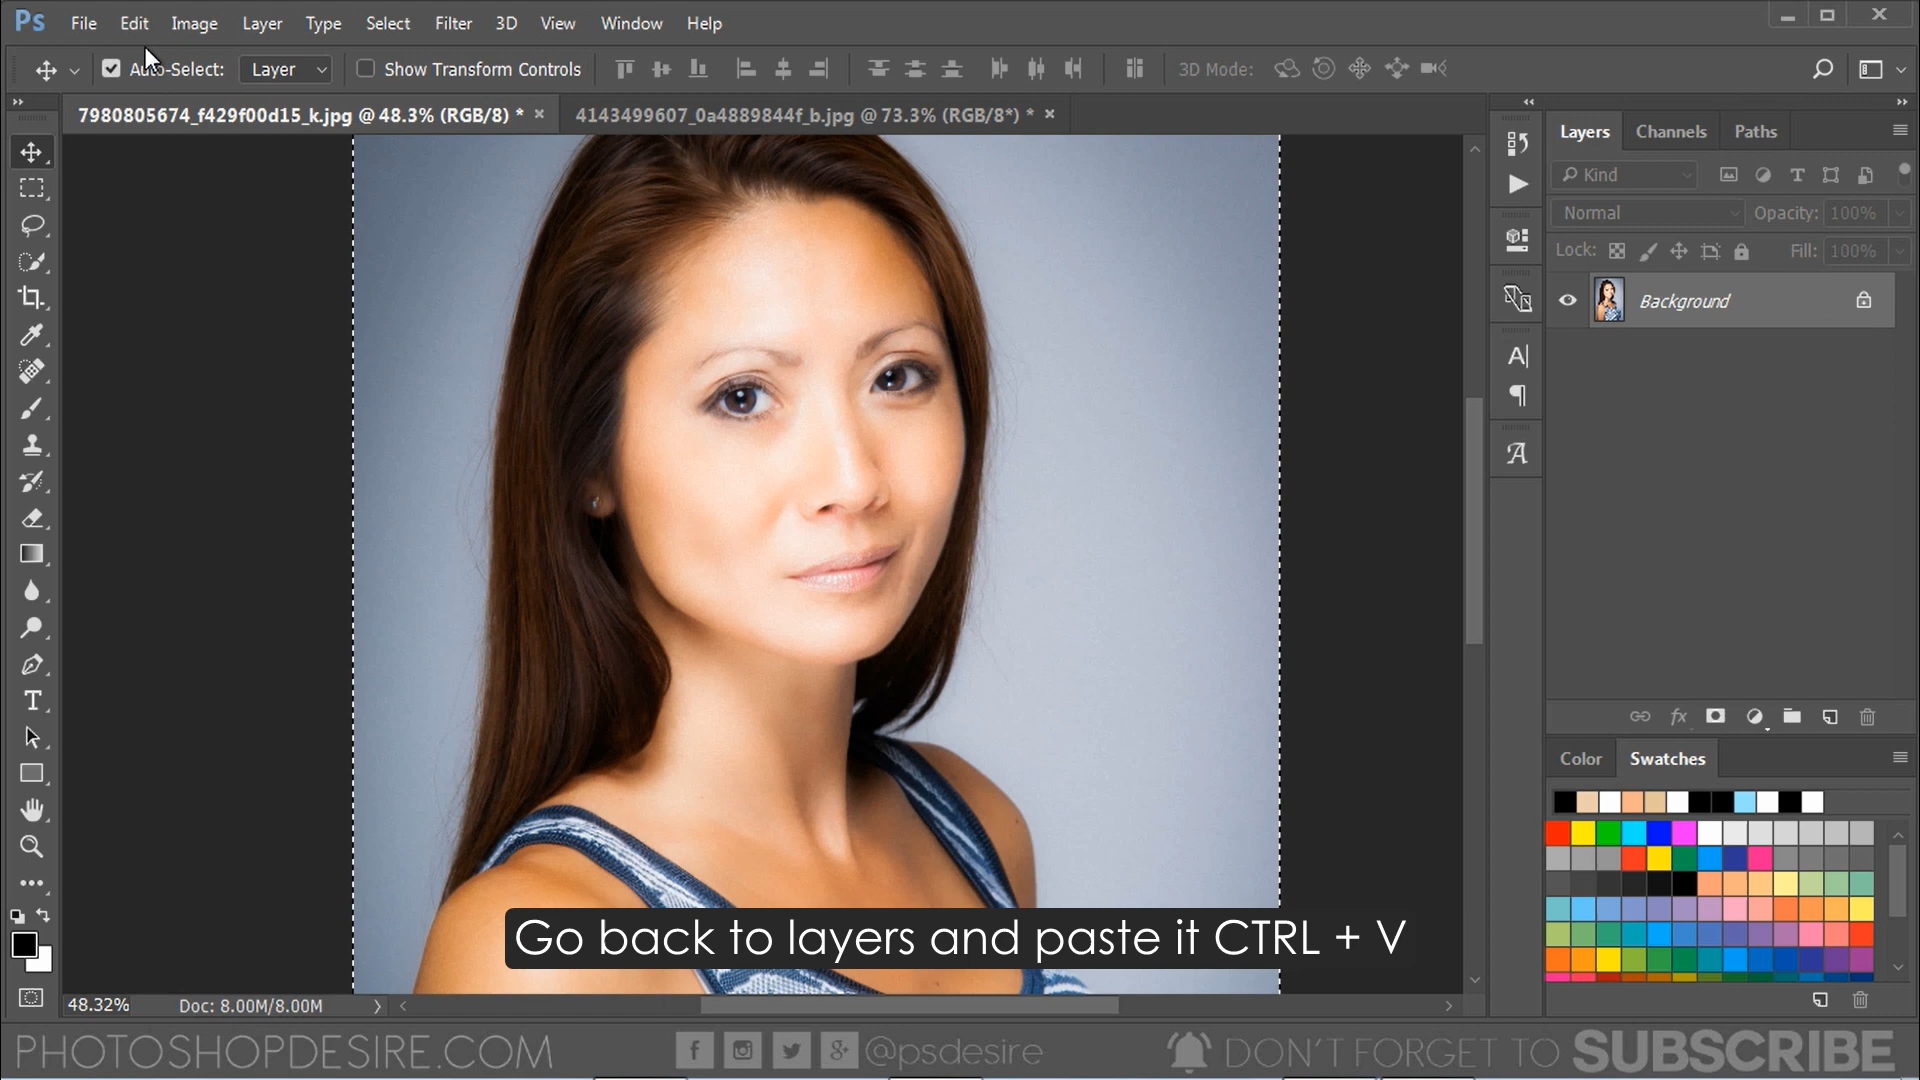 Ps File Edit Image Layer Type Select Filter 3D View Window Help
Auto-Select: Layer Show Transform Controls 3D Mode:
7980805674_f429f00d15_k.jpg @ 48.3% (RGB/8) * × 4143499607_0a4889844f_b.jpg @ 73.3% (RGB/8*) * ×
Layers Channels Paths
Kind
Normal Opacity: 100%
Lock: Fill: 100%
Background
Color Swatches
Go back to layers and paste it CTRL + V
48.32% Doc: 8.00M/8.00M
PHOTOSHOPDESIRE.COM @psdesire DON'T FORGET TO SUBSCRIBE